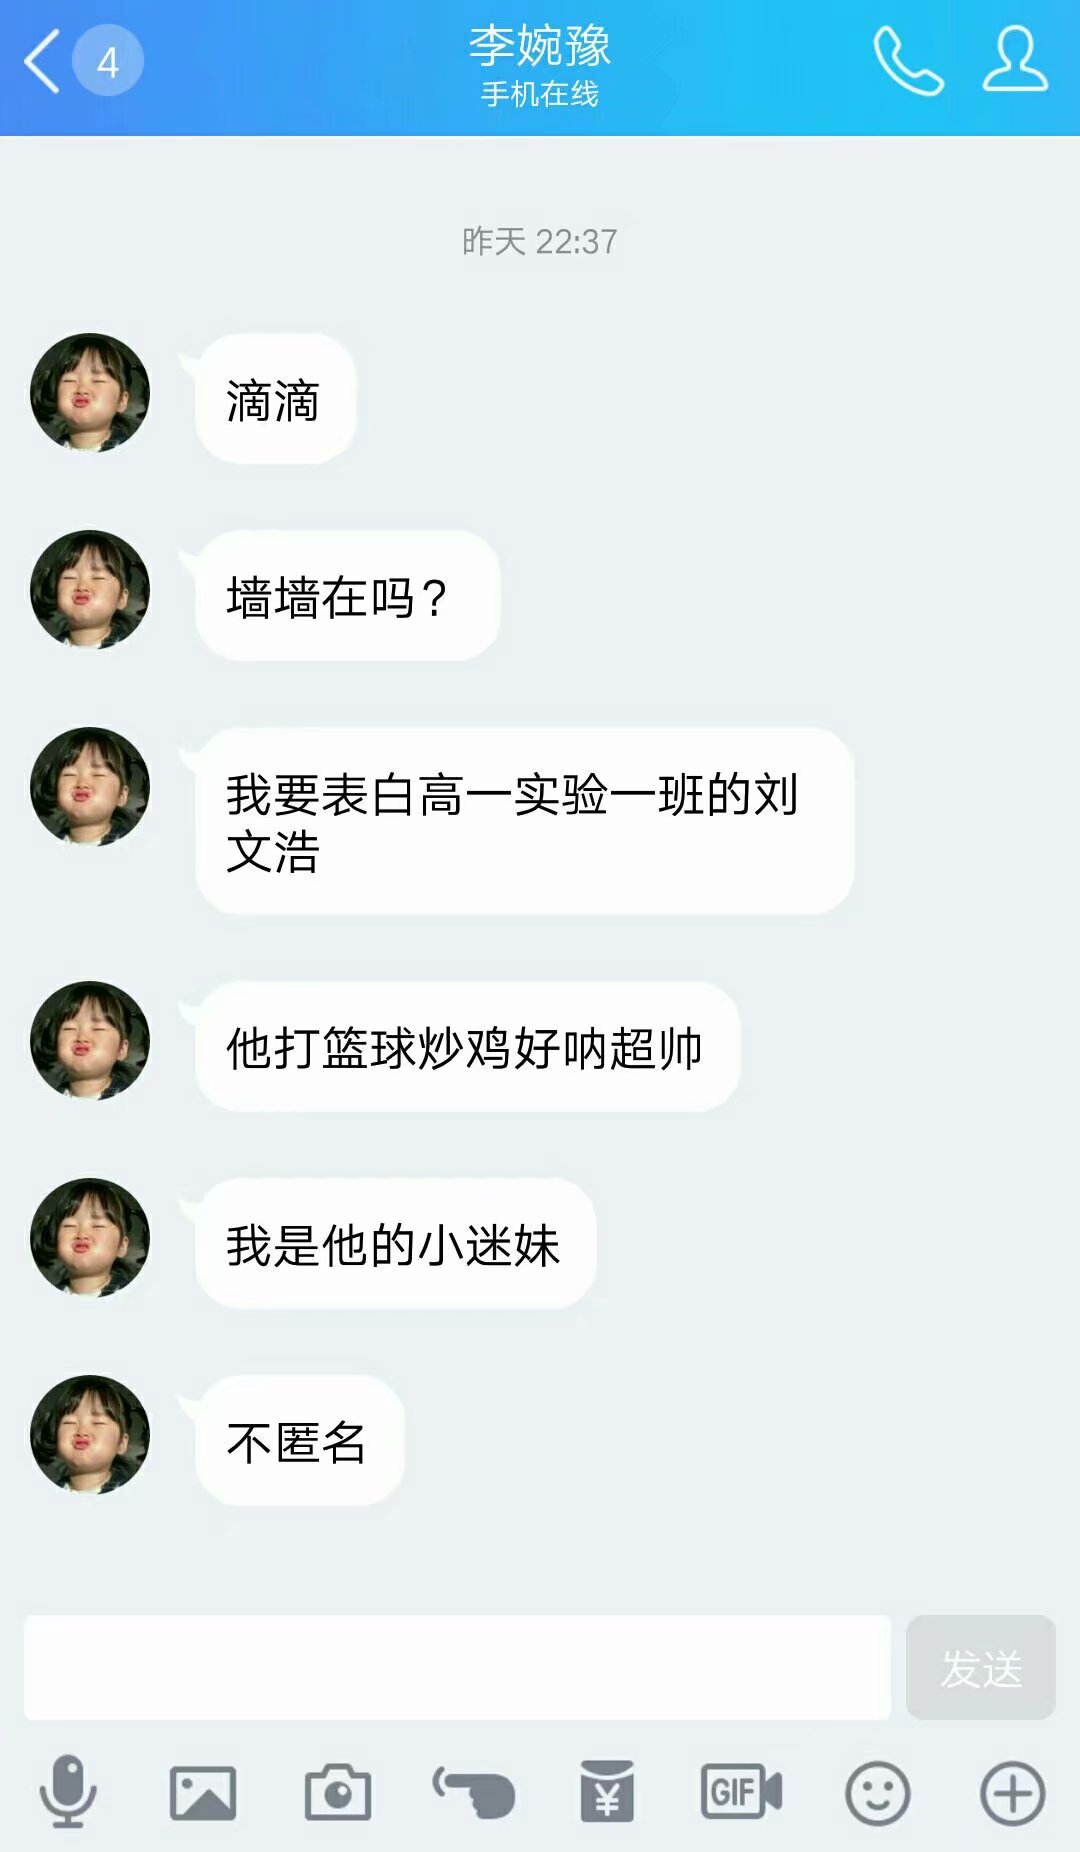 4
李婉豫
手机在线
昨天 22:37
滴滴
墙墙在吗?
我要表白高一实验一班的刘
文浩
他打篮球炒鸡好呐超帅
我是他的小迷妹
不匿名
发送
¥
GIF